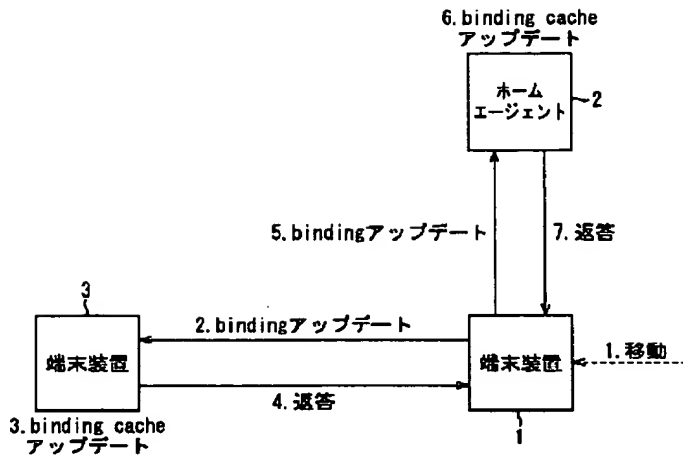 6.binding cache
アップデート
ホーム
エージェント
2
5.bindingアップデート
7.返答
3
2.bindingアップデート
端末装置
端末装置
1.移動
4.返答
3.binding cache
アップデート
1